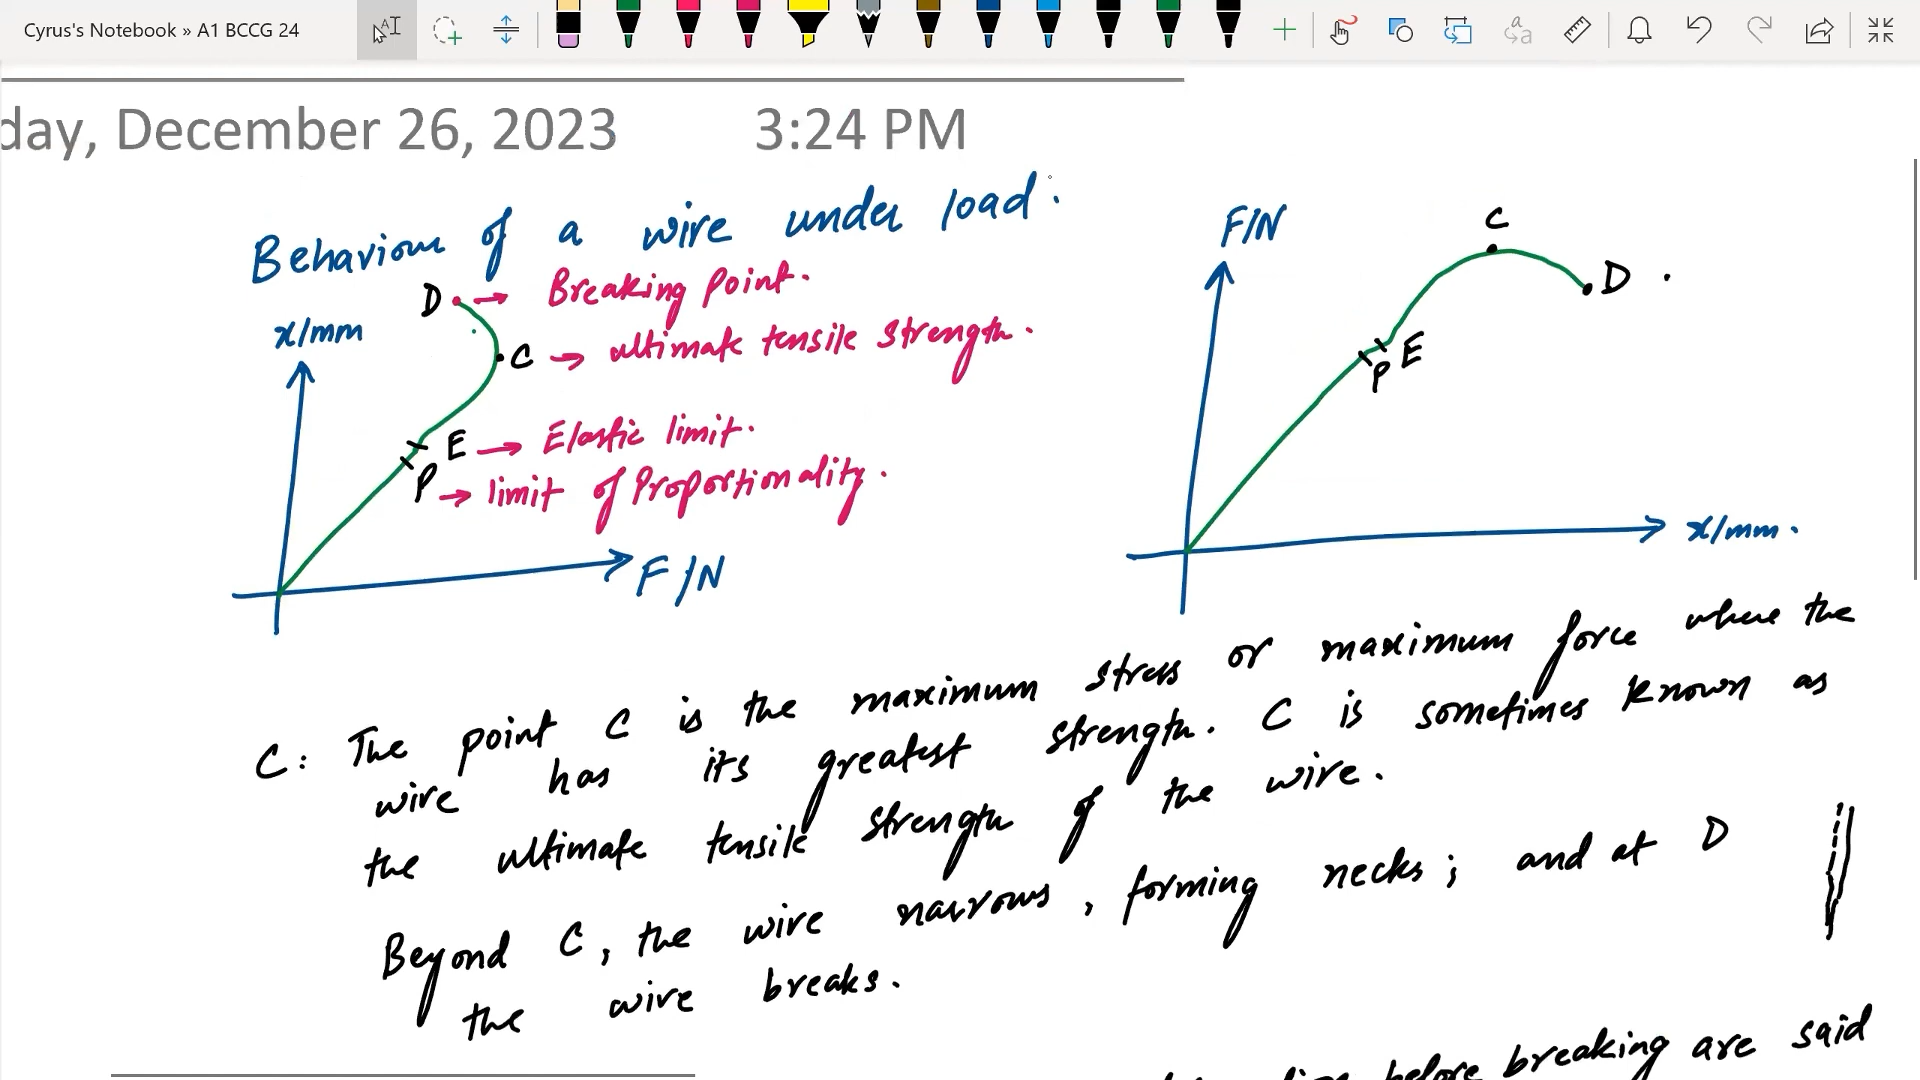 Cyrus's Notebook » A1 BCCG 24
day, December 26, 2023 3:24 PM
Behaviour of a wire under load.
D → Breaking point.
x/mm
C → ultimate tensile strength.
E → Elastic limit.
P → limit of Proportionality.
F/N
F/N
C
D
E
P
x/mm.
C: The point C is the maximum stress or maximum force where the
wire has its greatest strength. C is sometimes known as
the ultimate tensile strength of the wire.
Beyond C, the wire narrows, forming necks; and at D
the wire breaks.
before breaking are said